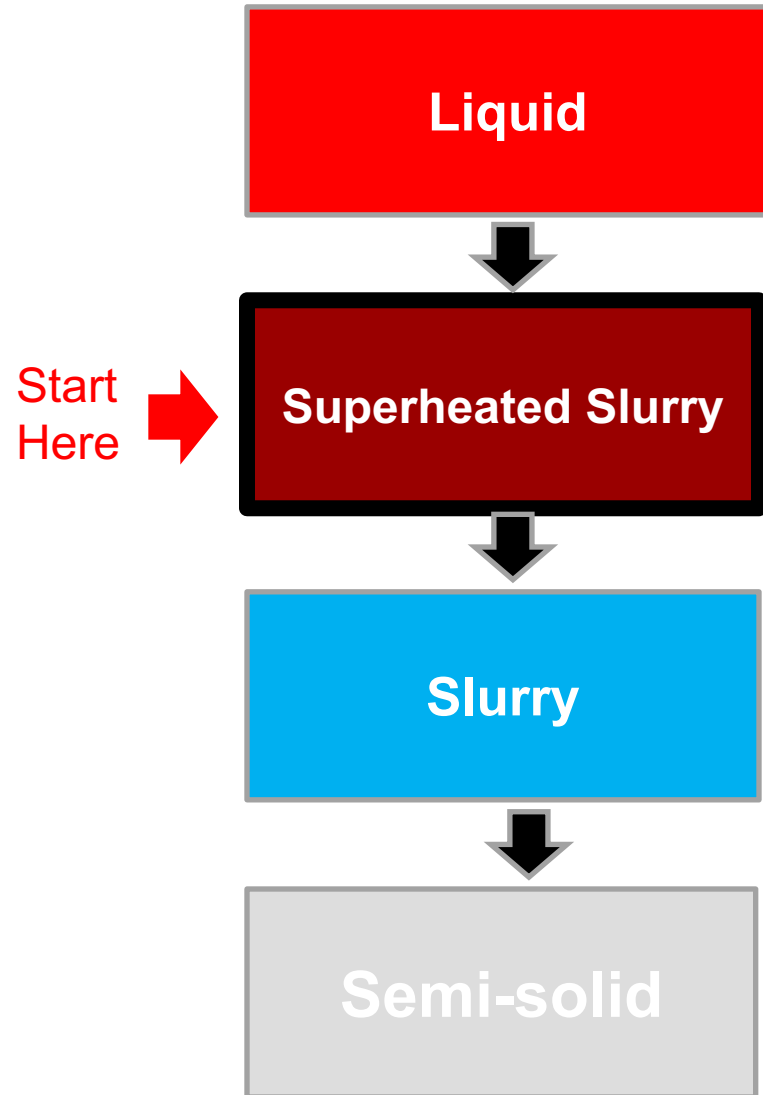 Liquid
Start
Here
Superheated Slurry
Slurry
Semi-solid